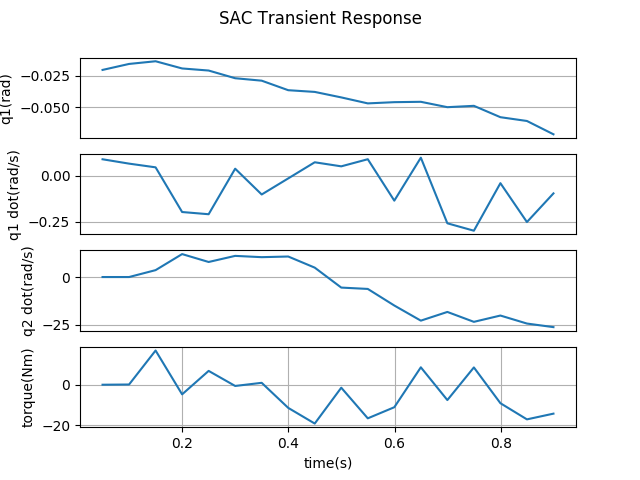 SAC Transient Response
q1(rad)
−0.025
−0.050
q1 dot(rad/s)
0.00
−0.25
q2 dot(rad/s)
0
−25
torque(Nm)
0
−20
0.2 0.4 0.6 0.8
time(s)